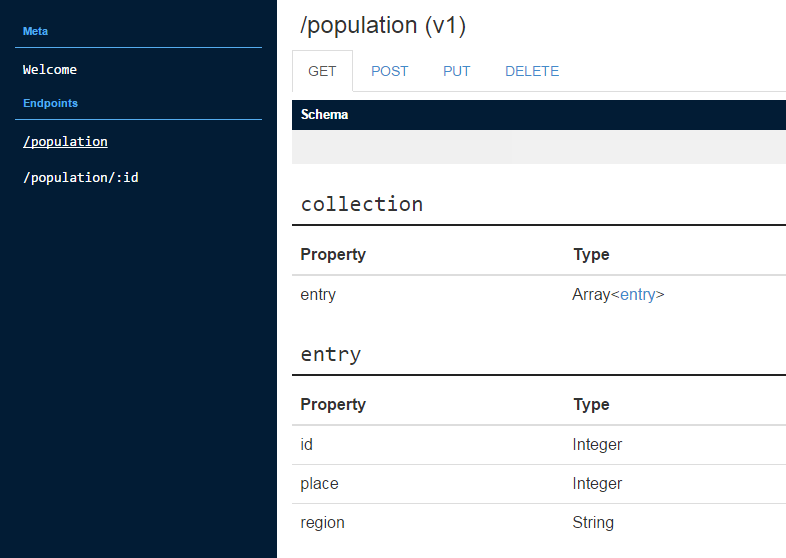 Meta
Welcome
Endpoints
/population
/population/:id
/population (v1)
GET POST PUT DELETE
Schema
collection
Property Type
entry Array<entry>
entry
Property Type
id Integer
place Integer
region String